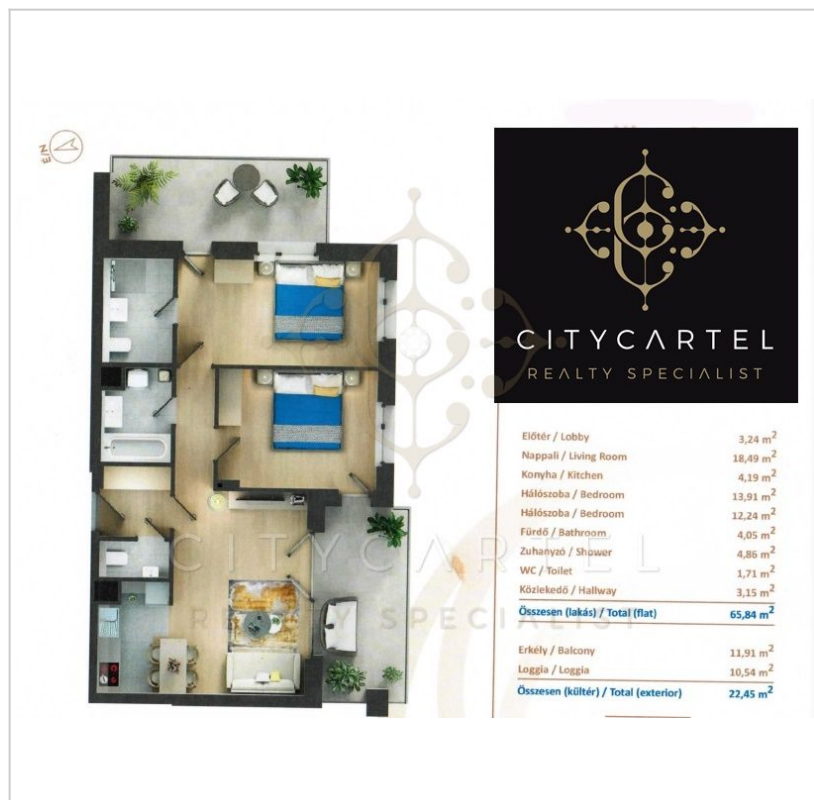 É/N
CITYCARTEL
REALTY SPECIALIST
Előtér / Lobby 3,24 m²
Nappali / Living Room 18,49 m²
Konyha / Kitchen 4,19 m²
Hálószoba / Bedroom 13,91 m²
Hálószoba / Bedroom 12,24 m²
Fürdő / Bathroom 4,05 m²
Zuhanyzó / Shower 4,86 m²
WC / Toilet 1,71 m²
Közlekedő / Hallway 3,15 m²
Összesen (lakás) / Total (flat) 65,84 m²
Erkély / Balcony 11,91 m²
Loggia / Loggia 10,54 m²
Összesen (kültér) / Total (exterior) 22,45 m²
CITYCARTEL
REALTY SPECIALIST